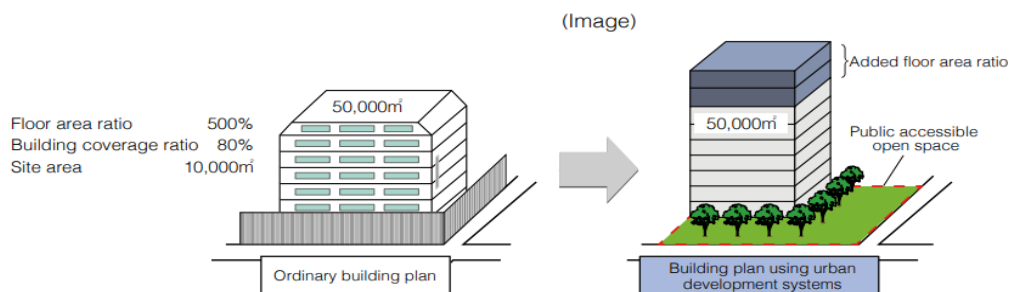 (Image)
Floor area ratio 500%
Building coverage ratio 80%
Site area 10,000㎡
50,000㎡
Ordinary building plan
Added floor area ratio
50,000㎡
Public accessible
open space
Building plan using urban
development systems